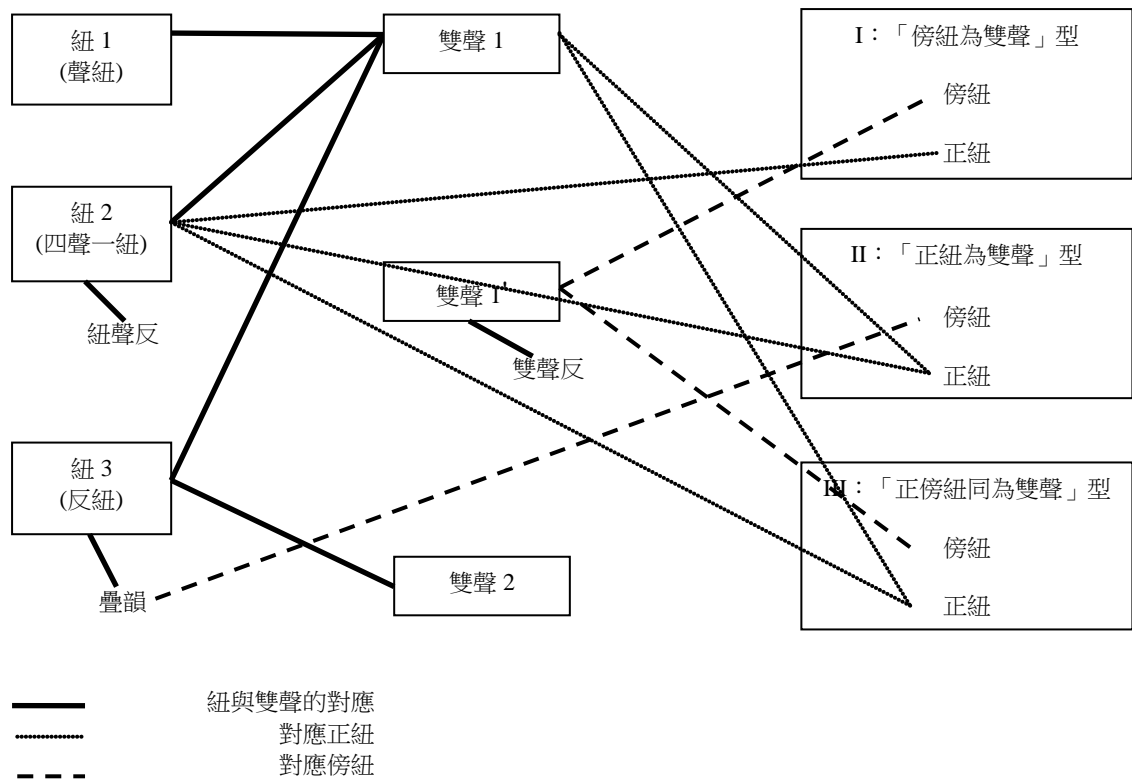 紐 1
(聲紐)
雙聲 1
I：「傍紐為雙聲」型
傍紐
正紐
紐 2
(四聲一紐)
紐聲反
雙聲 1'
雙聲反
II：「正紐為雙聲」型
傍紐
正紐
紐 3
(反紐)
疊韻
雙聲 2
III：「正傍紐同為雙聲」型
傍紐
正紐
紐與雙聲的對應
對應正紐
對應傍紐